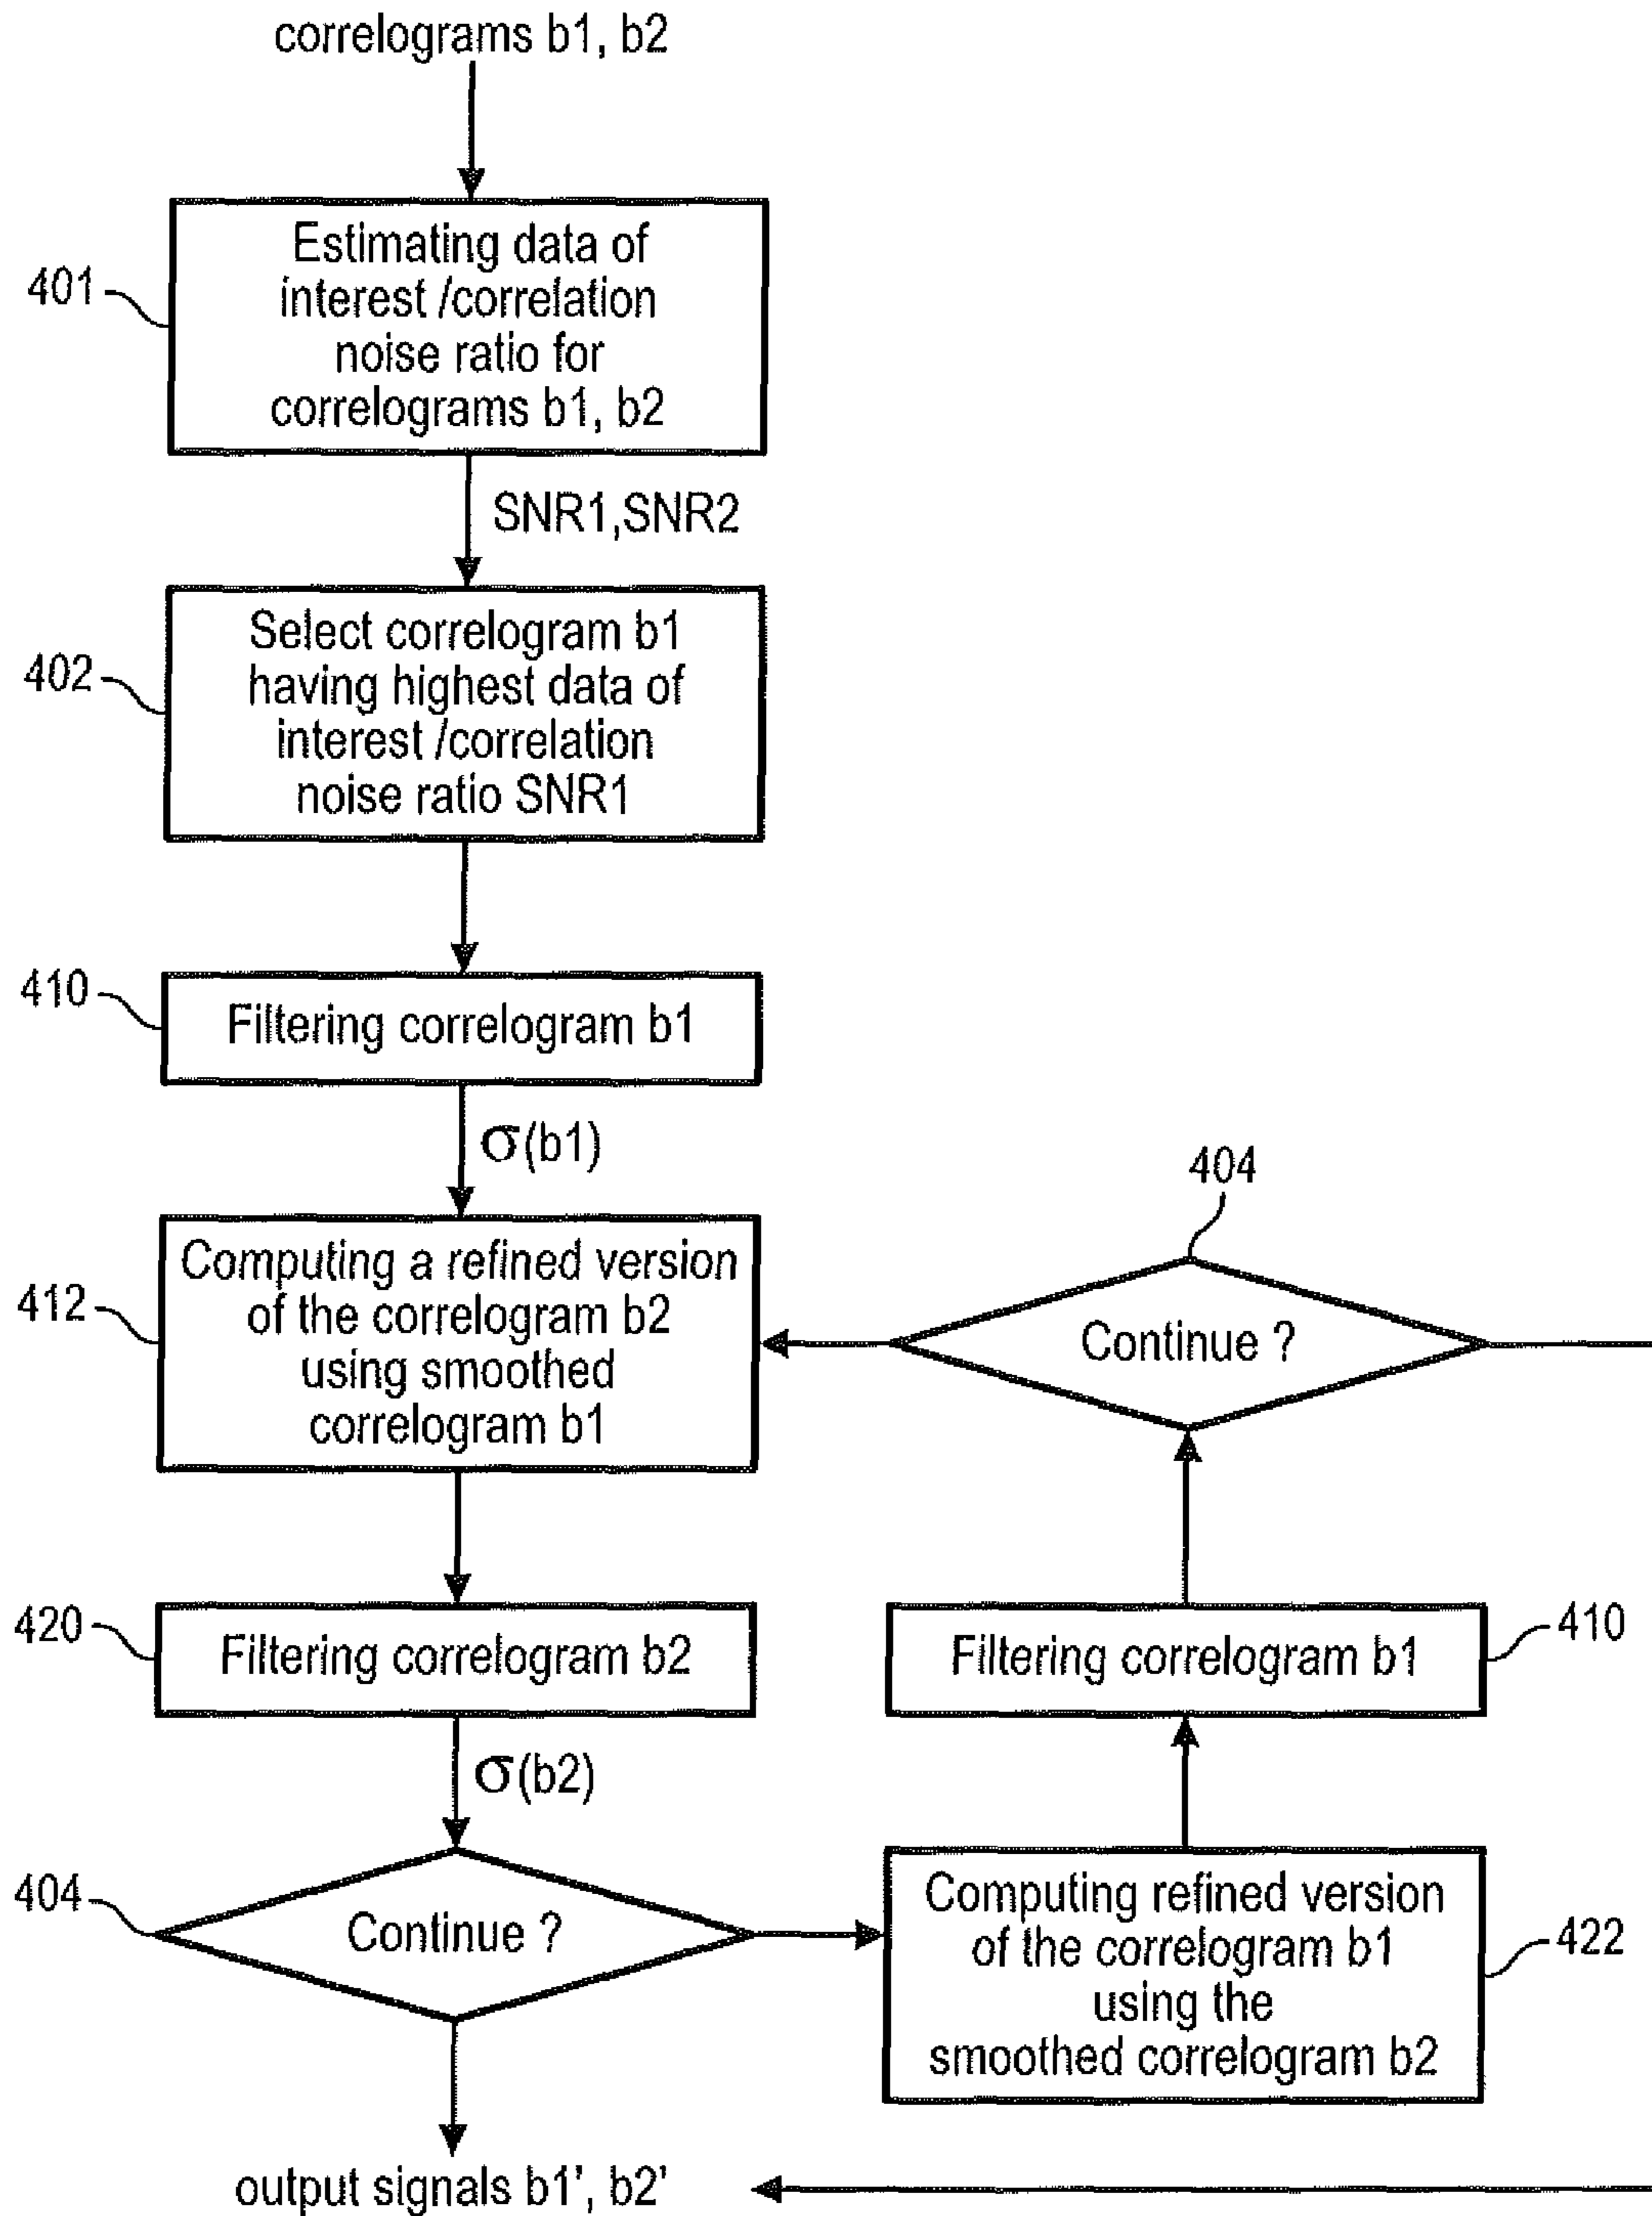 correlograms b1, b2
401
Estimating data of
interest /correlation
noise ratio for
correlograms b1, b2
SNR1,SNR2
402
Select correlogram b1
having highest data of
interest /correlation
noise ratio SNR1
410
Filtering correlogram b1
σ(b1)
412
Computing a refined version
of the correlogram b2
using smoothed
correlogram b1
404
Continue ?
420
Filtering correlogram b2
Filtering correlogram b1
410
σ(b2)
404
Continue ?
Computing refined version
of the correlogram b1
using the
smoothed correlogram b2
422
output signals b1', b2'